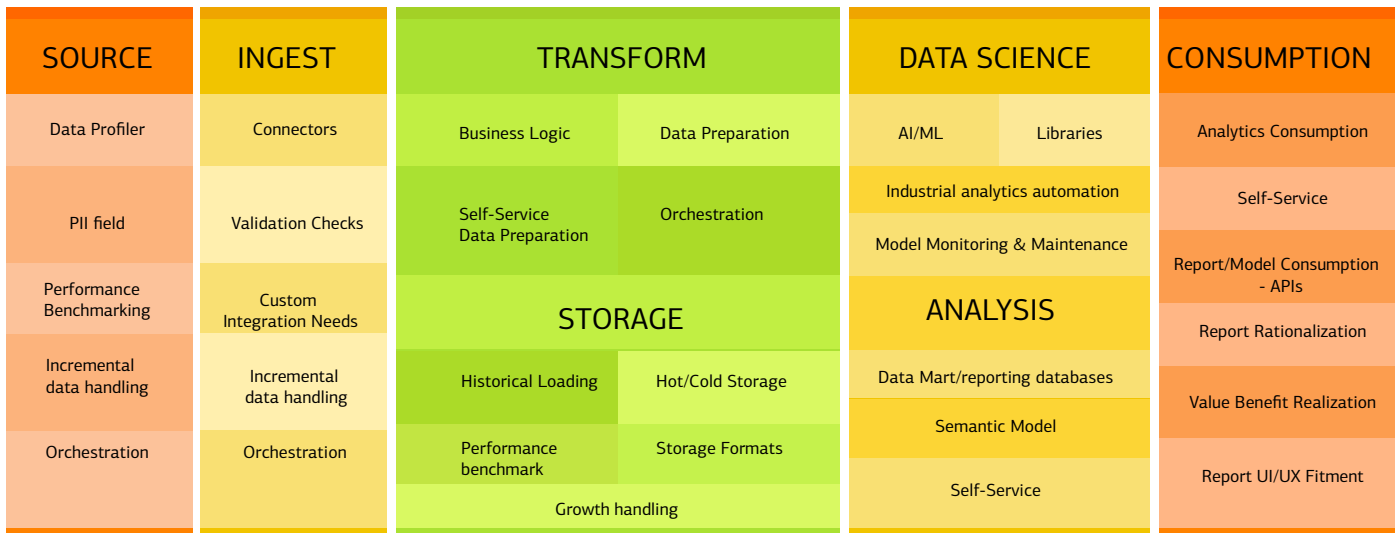 SOURCE
Data Profiler
PII field
Performance
Benchmarking
Incremental
data handling
Orchestration
INGEST
Connectors
Validation Checks
Custom
Integration Needs
Incremental
data handling
Orchestration
TRANSFORM
Business Logic
Data Preparation
Self-Service
Data Preparation
Orchestration
STORAGE
Historical Loading
Hot/Cold Storage
Performance
benchmark
Storage Formats
Growth handling
DATA SCIENCE
AI/ML
Libraries
Industrial analytics automation
Model Monitoring & Maintenance
ANALYSIS
Data Mart/reporting databases
Semantic Model
Self-Service
CONSUMPTION
Analytics Consumption
Self-Service
Report/Model Consumption
- APIs
Report Rationalization
Value Benefit Realization
Report UI/UX Fitment